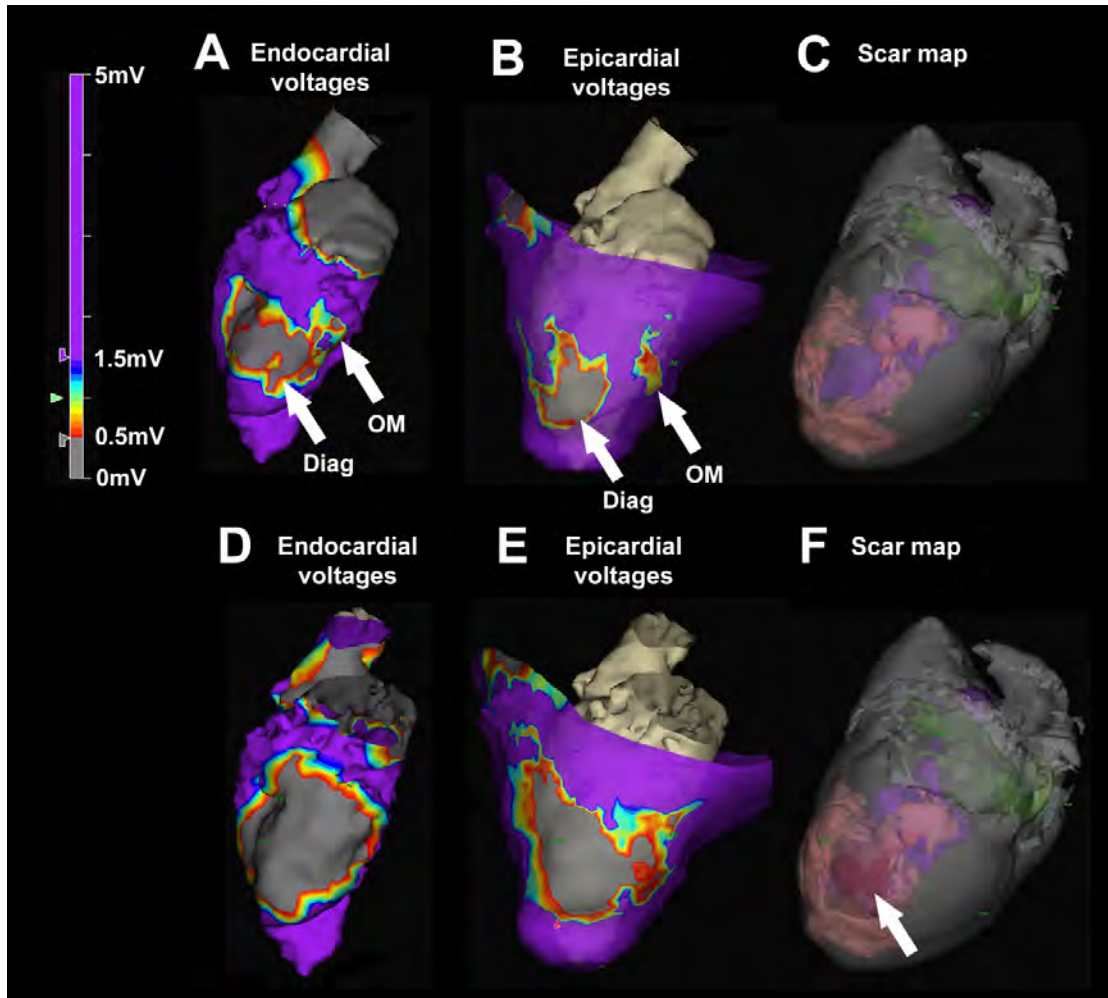 A Endocardial voltages
B Epicardial voltages
C Scar map
5mV
1.5mV
0.5mV
0mV
OM
Diag
OM
Diag
D Endocardial voltages
E Epicardial voltages
F Scar map